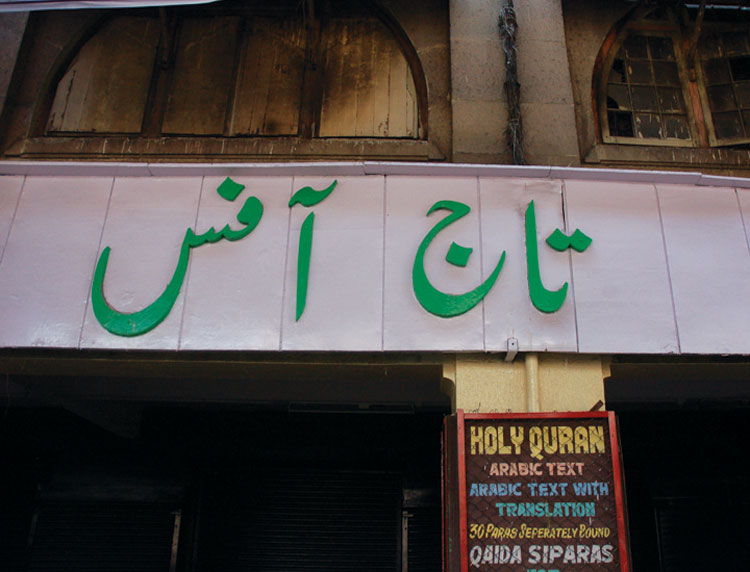 تاج آفس
HOLY QURAN
ARABIC TEXT
ARABIC TEXT WITH
TRANSLATION
30 PARAS SEPERATELY BOUND
QAIDA SIPARAS